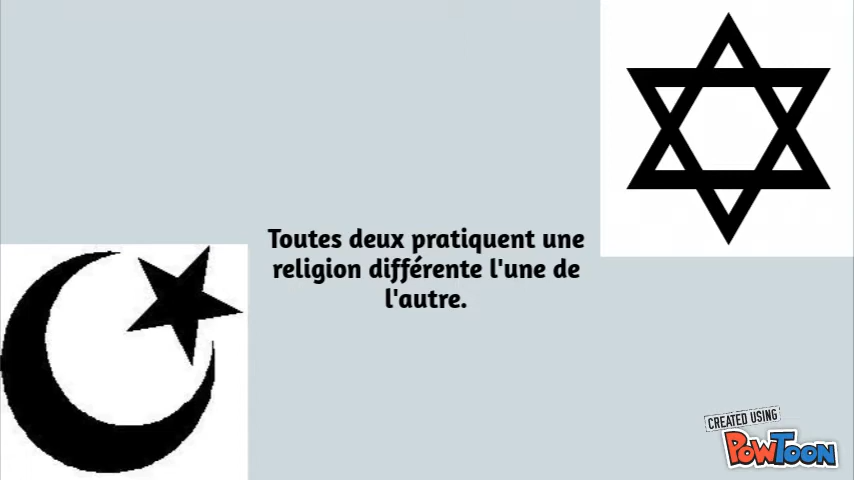 Toutes deux pratiquent une
religion différente l'une de
l'autre.
CREATED USING
POWTOON